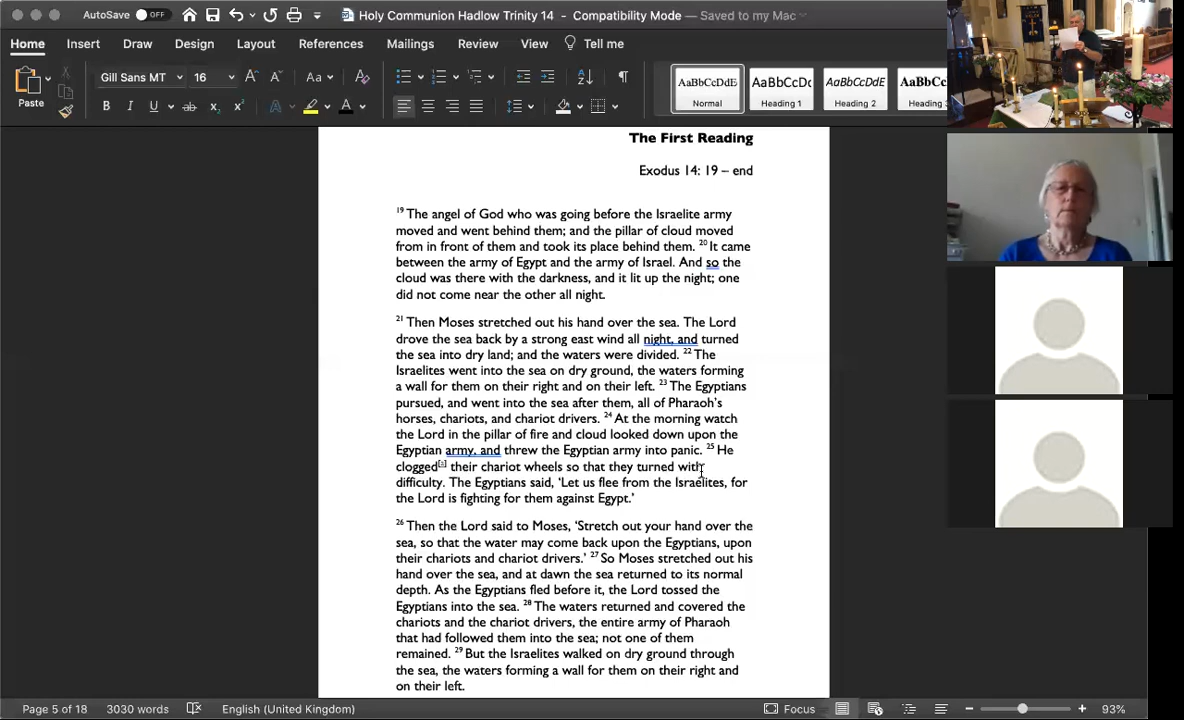 AutoSave OFF Holy Communion Hadlow Trinity 14 - Compatibility Mode - Saved to my Mac
Home Insert Draw Design Layout References Mailings Review View Tell me
Paste Gill Sans MT 16 A A Aa A
B I U ab x₂ x² A A
AaBbCcDdE AaBbCcDc AaBbCcDdE AaBbCcD
Normal Heading 1 Heading 2 Heading
The First Reading
Exodus 14: 19 – end
19 The angel of God who was going before the Israelite army
moved and went behind them; and the pillar of cloud moved
from in front of them and took its place behind them. 20 It came
between the army of Egypt and the army of Israel. And so the
cloud was there with the darkness, and it lit up the night; one
did not come near the other all night.
21 Then Moses stretched out his hand over the sea. The Lord
drove the sea back by a strong east wind all night, and turned
the sea into dry land; and the waters were divided. 22 The
Israelites went into the sea on dry ground, the waters forming
a wall for them on their right and on their left. 23 The Egyptians
pursued, and went into the sea after them, all of Pharaoh's
horses, chariots, and chariot drivers. 24 At the morning watch
the Lord in the pillar of fire and cloud looked down upon the
Egyptian army, and threw the Egyptian army into panic. 25 He
clogged[a] their chariot wheels so that they turned with
difficulty. The Egyptians said, ‘Let us flee from the Israelites, for
the Lord is fighting for them against Egypt.’
26 Then the Lord said to Moses, ‘Stretch out your hand over the
sea, so that the water may come back upon the Egyptians, upon
their chariots and chariot drivers.’ 27 So Moses stretched out his
hand over the sea, and at dawn the sea returned to its normal
depth. As the Egyptians fled before it, the Lord tossed the
Egyptians into the sea. 28 The waters returned and covered the
chariots and the chariot drivers, the entire army of Pharaoh
that had followed them into the sea; not one of them
remained. 29 But the Israelites walked on dry ground through
the sea, the waters forming a wall for them on their right and
on their left.
Page 5 of 18 3030 words English (United Kingdom) Focus 93%